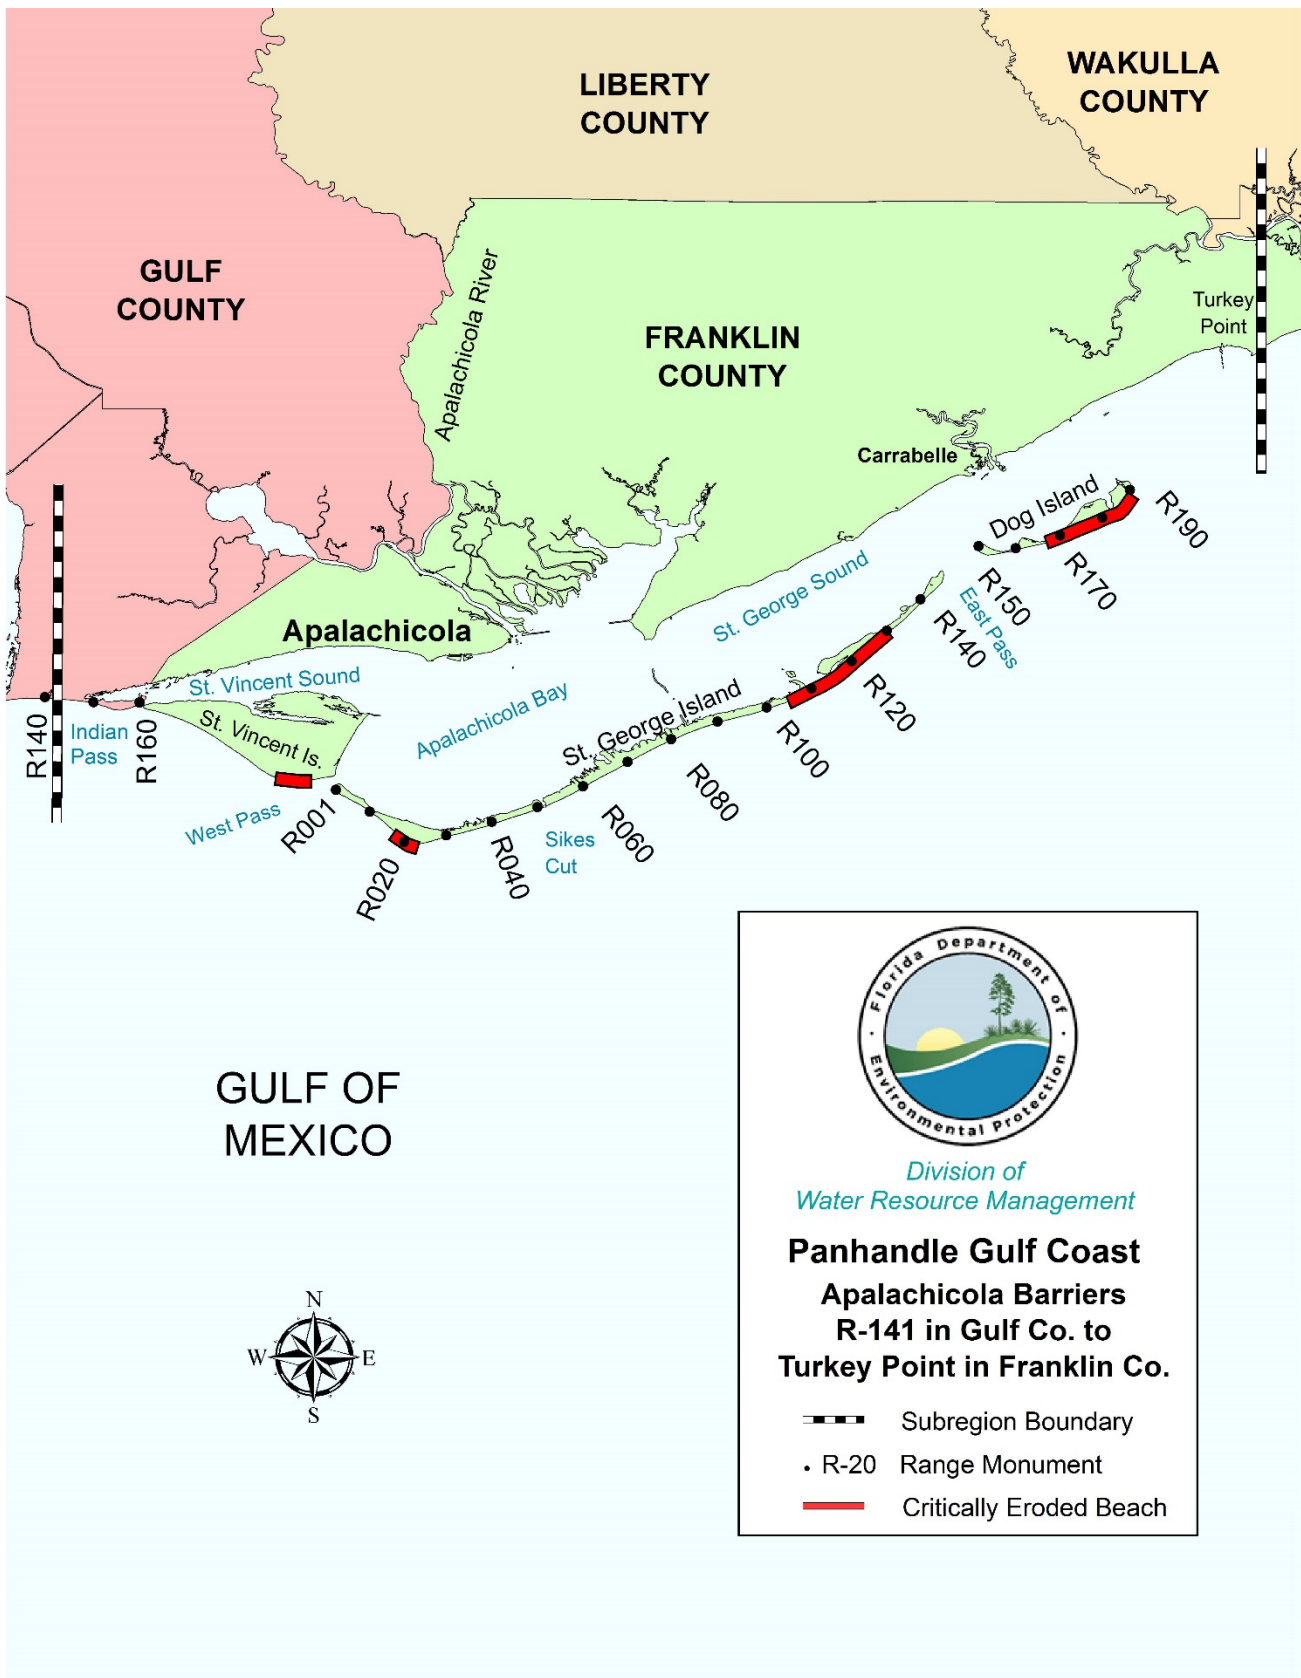 LIBERTY
COUNTY
WAKULLA
COUNTY
GULF
COUNTY
Apalachicola River
FRANKLIN
COUNTY
Turkey
Point
Carrabelle
Dog Island
R190
R170
R150
East Pass
R140
St. George Sound
R120
R100
Apalachicola
St. Vincent Sound
St. Vincent Is.
Apalachicola Bay
St. George Island
R140
Indian
Pass
R160
West Pass
R001
R020
R040
Sikes
Cut
R060
R080
GULF OF
MEXICO
N
W E
S
Florida Department of
Environmental Protection
Division of
Water Resource Management
Panhandle Gulf Coast
Apalachicola Barriers
R-141 in Gulf Co. to
Turkey Point in Franklin Co.
Subregion Boundary
R-20 Range Monument
Critically Eroded Beach